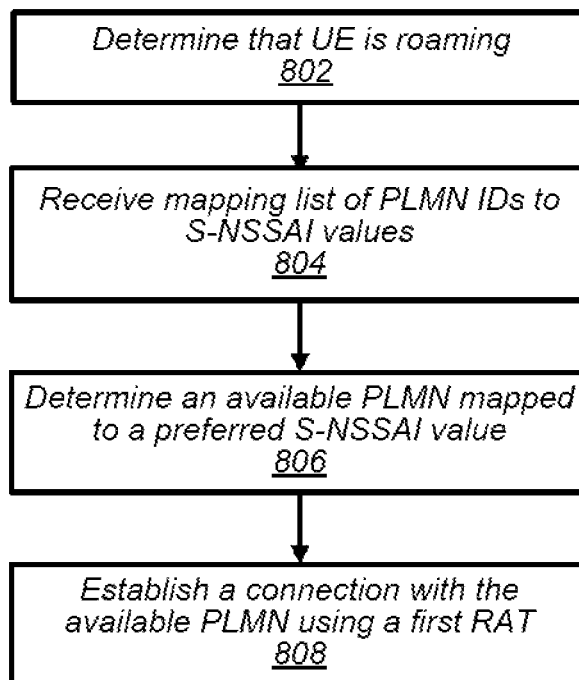 Determine that UE is roaming
802
Receive mapping list of PLMN IDs to
S-NSSAI values
804
Determine an available PLMN mapped
to a preferred S-NSSAI value
806
Establish a connection with the
available PLMN using a first RAT
808